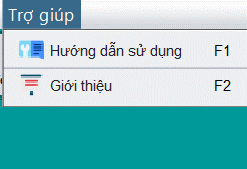 Trợ giúp
Hướng dẫn sử dụng F1
Giới thiệu F2